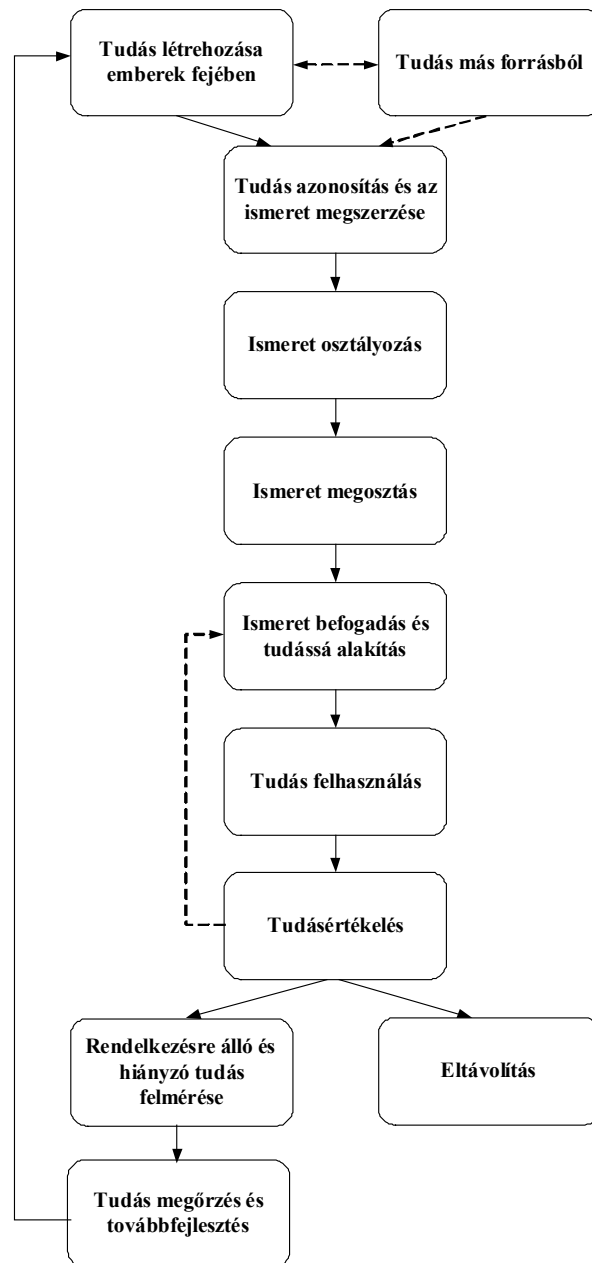 Tudás létrehozása
emberek fejében
Tudás más forrásból
Tudás azonosítás és az
ismeret megszerzése
Ismeret osztályozás
Ismeret megosztás
Ismeret befogadás és
tudássá alakítás
Tudás felhasználás
Tudásértékelés
Rendelkezésre álló és
hiányzó tudás
felmérése
Eltávolítás
Tudás megőrzés és
továbbfejlesztés